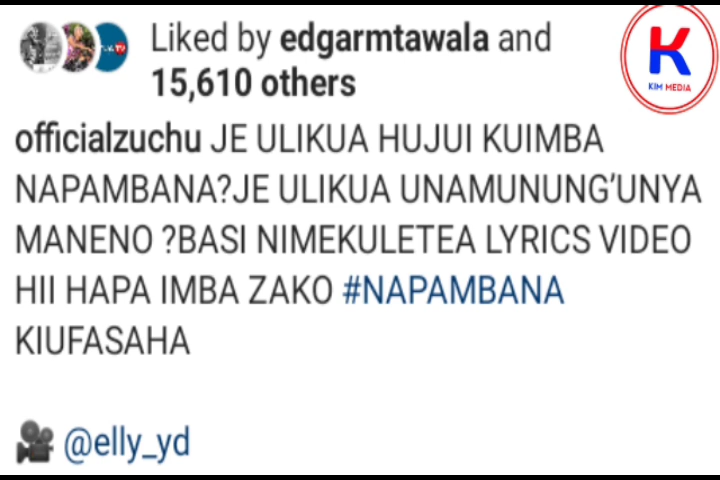 Liked by edgarmtawala and
15,610 others
K
KIM MEDIA
officialzuchu JE ULIKUA HUJUI KUIMBA
NAPAMBANA?JE ULIKUA UNAMUNUNG'UNYA
MANENO ?BASI NIMEKULETEA LYRICS VIDEO
HII HAPA IMBA ZAKO #NAPAMBANA
KIUFASAHA
@elly_yd